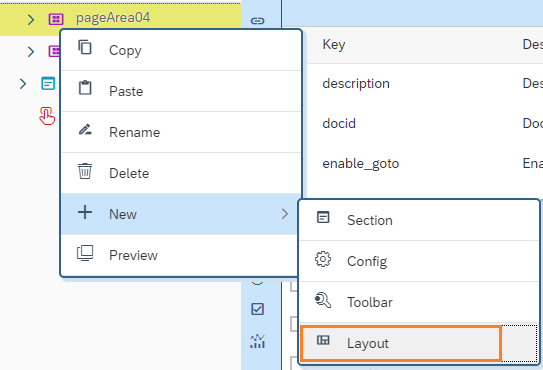 pageArea04
Copy
Paste
Rename
Delete
New
Preview
Key
Des
description
Des
docid
Doc
enable_goto
Ena
Section
Config
Toolbar
Layout